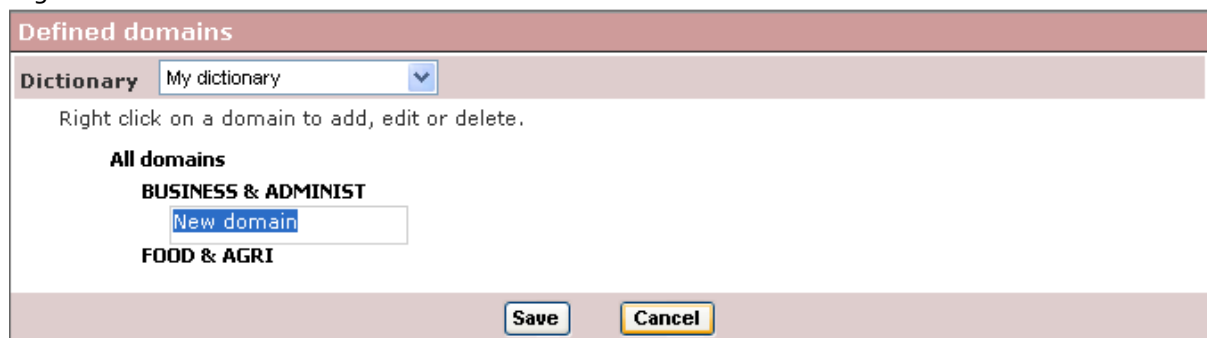 Defined domains
Dictionary My dictionary
Right click on a domain to add, edit or delete.
All domains
BUSINESS & ADMINIST
New domain
FOOD & AGRI
Save Cancel